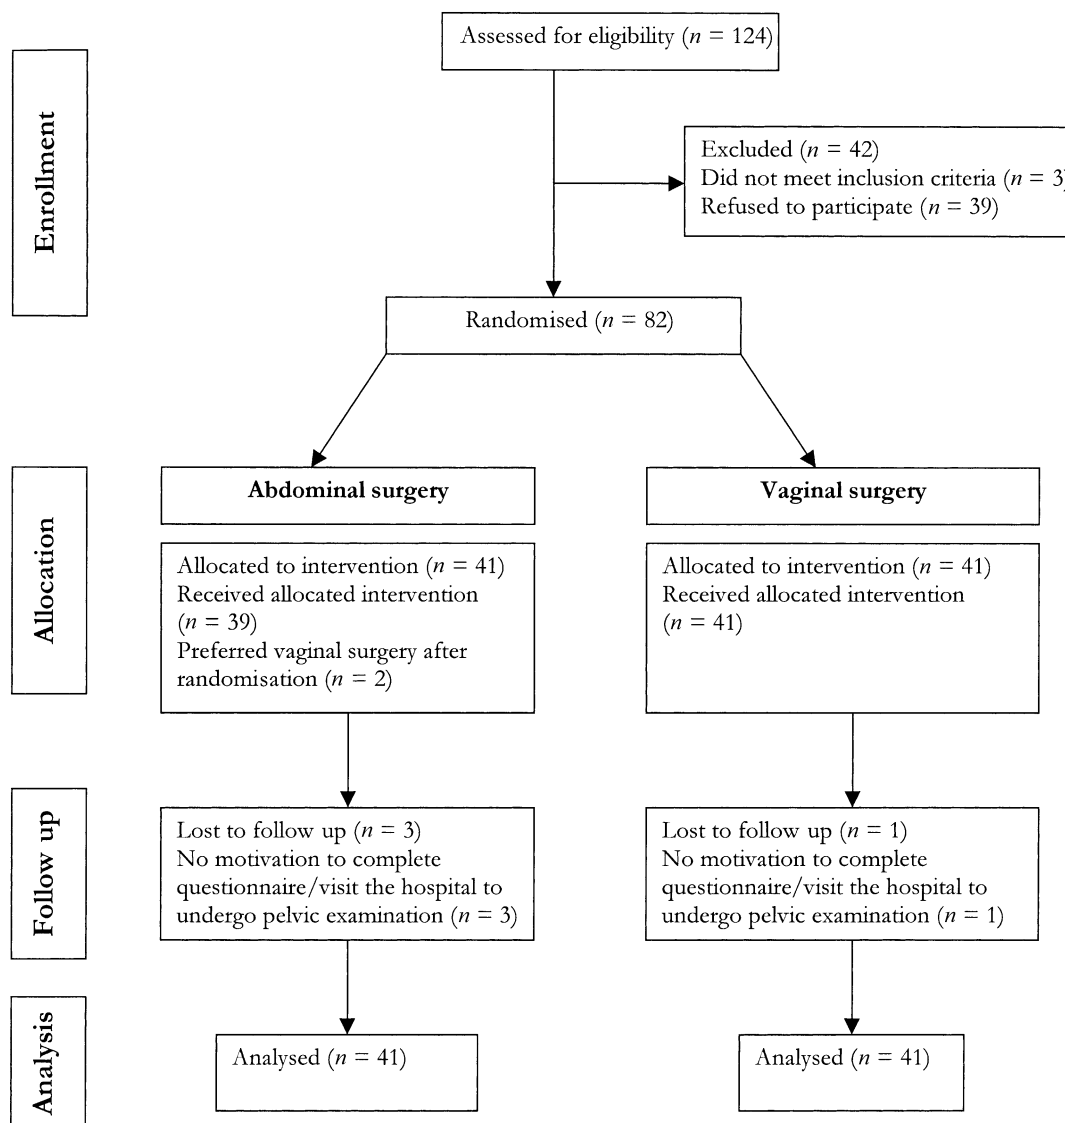 Assessed for eligibility (n = 124)
Enrollment
Excluded (n = 42)
Did not meet inclusion criteria (n = 3)
Refused to participate (n = 39)
Randomised (n = 82)
Allocation
Abdominal surgery
Allocated to intervention (n = 41)
Received allocated intervention
(n = 39)
Preferred vaginal surgery after
randomisation (n = 2)
Vaginal surgery
Allocated to intervention (n = 41)
Received allocated intervention
(n = 41)
Follow up
Lost to follow up (n = 3)
No motivation to complete
questionnaire/visit the hospital to
undergo pelvic examination (n = 3)
Lost to follow up (n = 1)
No motivation to complete
questionnaire/visit the hospital to
undergo pelvic examination (n = 1)
Analysis
Analysed (n = 41)
Analysed (n = 41)